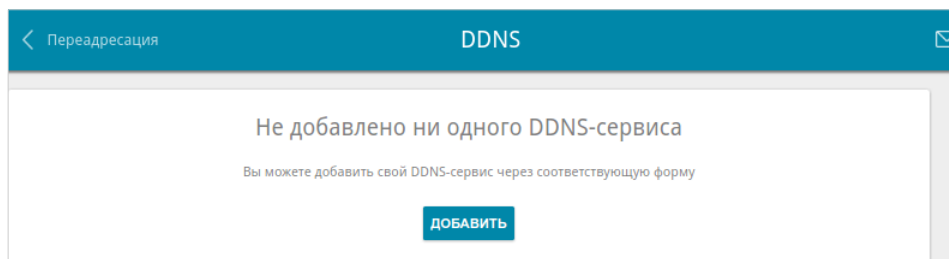 Переадресация
DDNS
Не добавлено ни одного DDNS-сервиса
Вы можете добавить свой DDNS-сервис через соответствующую форму
ДОБАВИТЬ